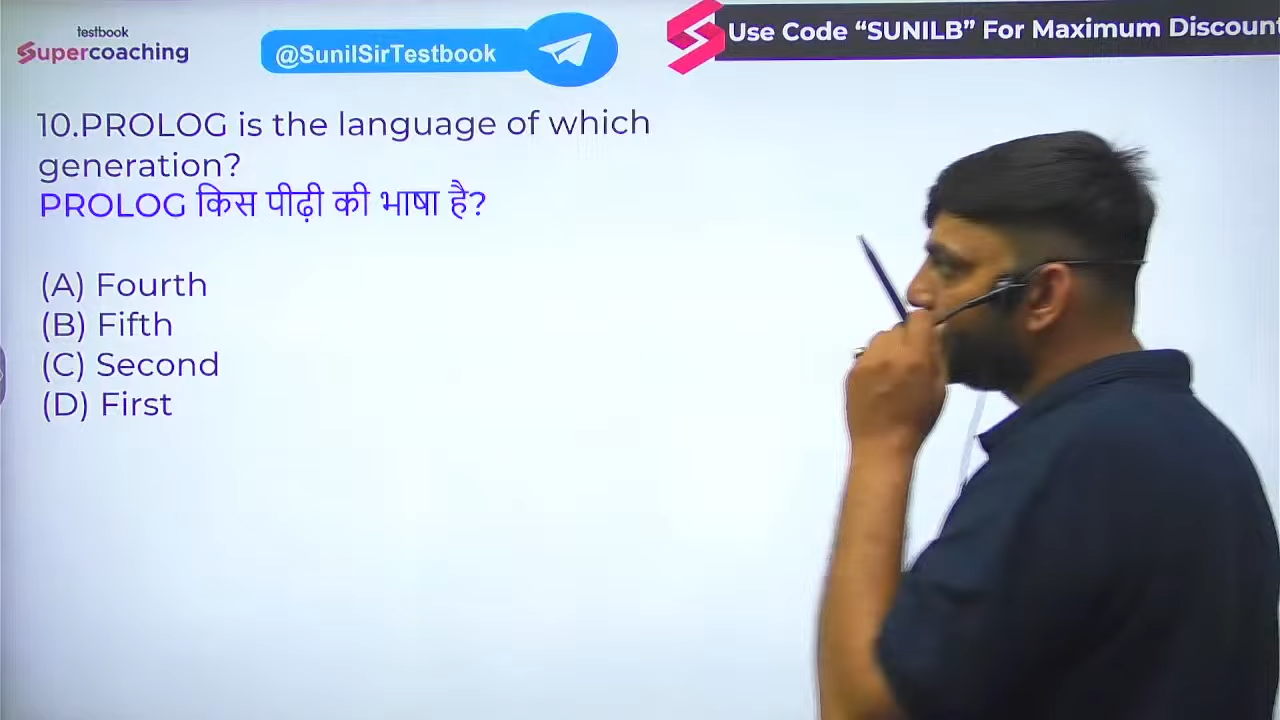 testbook
Supercoaching
@SunilSirTestbook
Use Code “SUNILB” For Maximum Discount
10.PROLOG is the language of which
generation?
PROLOG किस पीढ़ी की भाषा है?
(A) Fourth
(B) Fifth
(C) Second
(D) First